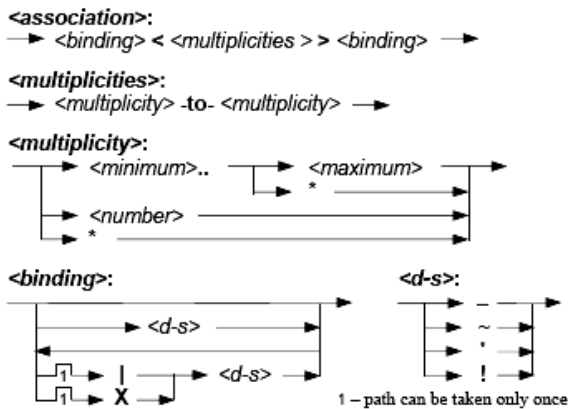 <association>:
<binding> < <multiplicities > > <binding>
<multiplicities>:
<multiplicity> -to- <multiplicity>
<multiplicity>:
<minimum>.. <maximum>
*
<number>
*
<binding>: <d-s>:
–
<d-s> ~
'
1 | <d-s> !
1 X
1 – path can be taken only once